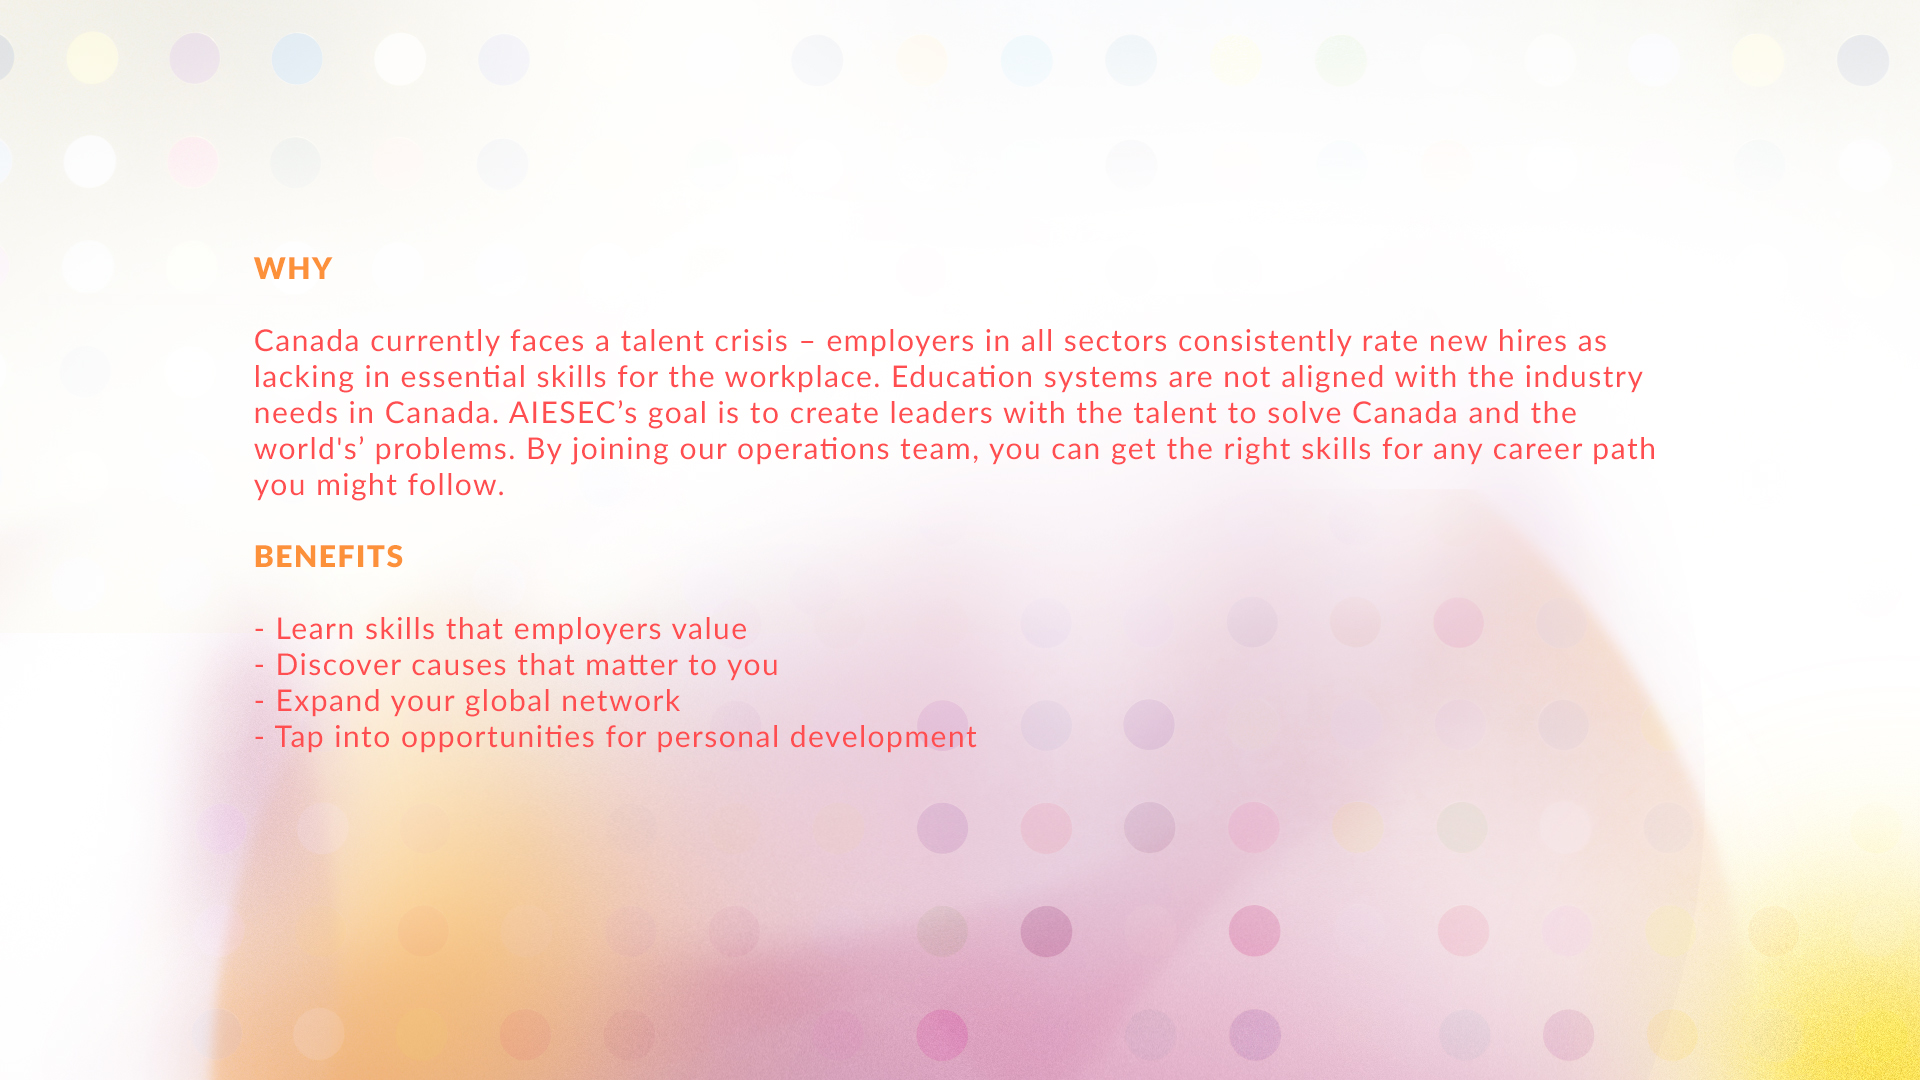 WHY
Canada currently faces a talent crisis – employers in all sectors consistently rate new hires as
lacking in essential skills for the workplace. Education systems are not aligned with the industry
needs in Canada. AIESEC’s goal is to create leaders with the talent to solve Canada and the
world's’ problems. By joining our operations team, you can get the right skills for any career path
you might follow.
BENEFITS
- Learn skills that employers value
- Discover causes that matter to you
- Expand your global network
- Tap into opportunities for personal development